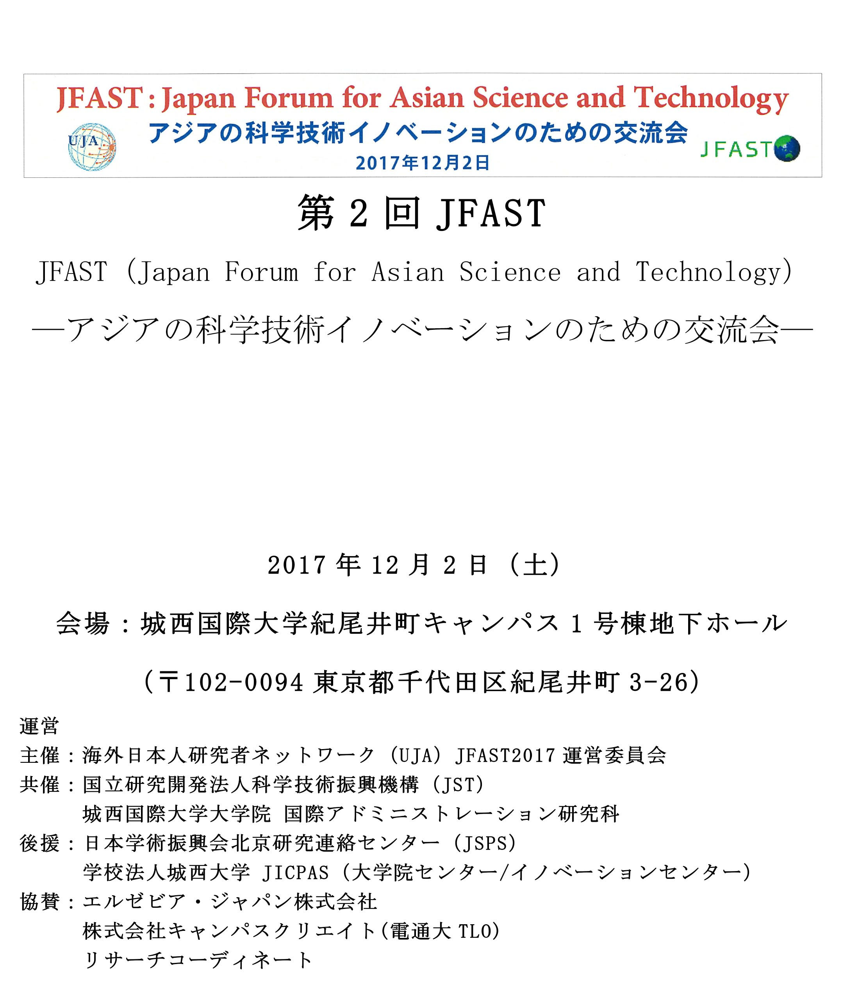 JFAST : Japan Forum for Asian Science and Technology
アジアの科学技術イノベーションのための交流会
UJA
JFAST
2017年12月2日
第 2 回 JFAST
JFAST (Japan Forum for Asian Science and Technology)
―アジアの科学技術イノベーションのための交流会―
2017 年 12 月 2 日（土）
会場：城西国際大学紀尾井町キャンパス 1 号棟地下ホール
（〒102-0094 東京都千代田区紀尾井町 3-26）
運営
主催：海外日本人研究者ネットワーク（UJA）JFAST2017 運営委員会
共催：国立研究開発法人科学技術振興機構（JST）
城西国際大学大学院 国際アドミニストレーション研究科
後援：日本学術振興会北京研究連絡センター（JSPS）
学校法人城西大学 JICPAS（大学院センター/イノベーションセンター）
協賛：エルゼビア・ジャパン株式会社
株式会社キャンパスクリエイト(電通大 TLO)
リサーチコーディネート